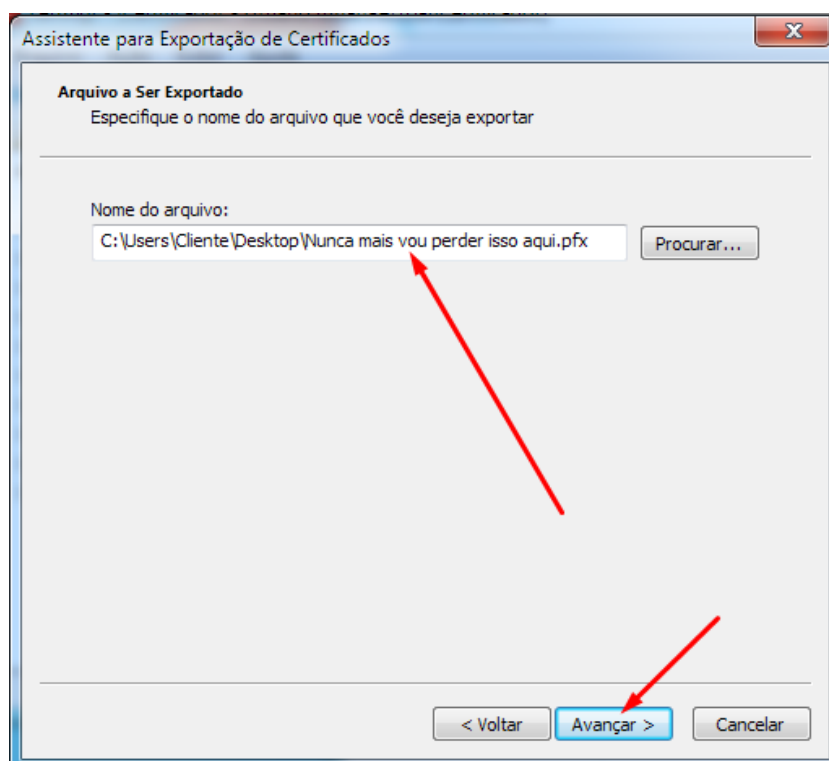 Assistente para Exportação de Certificados
Arquivo a Ser Exportado
Especifique o nome do arquivo que você deseja exportar
Nome do arquivo:
C:\Users\Cliente\Desktop\Nunca mais vou perder isso aqui.pfx
Procurar...
< Voltar
Avançar >
Cancelar